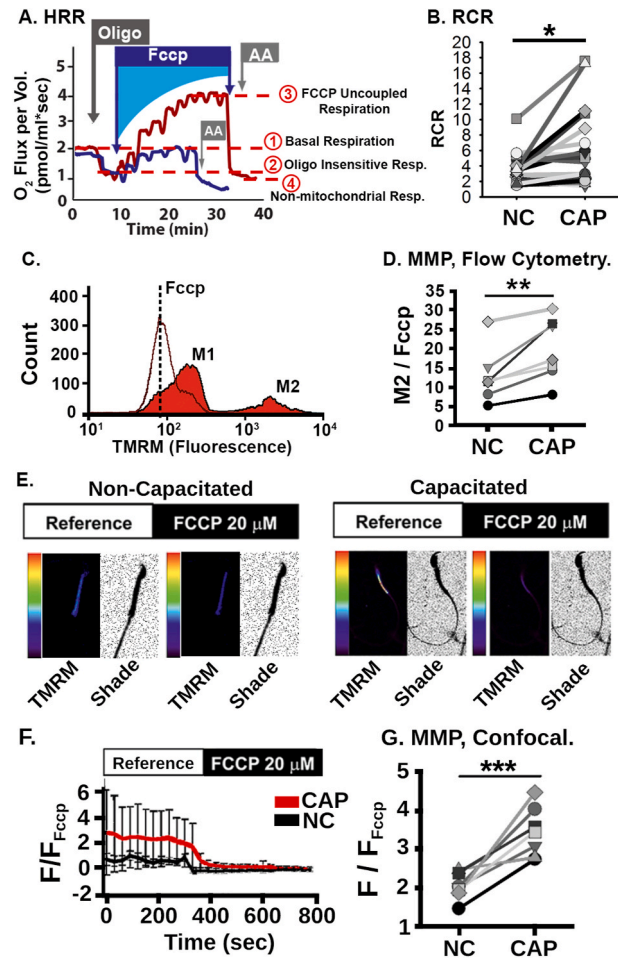 A. HRR
Oligo
Fccp
AA
AA
O2 Flux per Vol.
(pmol/ml*sec)
5
4
3
2
1
0
0 10 20 30 40
Time (min)
③ FCCP Uncoupled
Respiration
① Basal Respiration
② Oligo Insensitive Resp.
④
Non-mitochondrial Resp.
B. RCR
*
RCR
20
18
16
14
12
10
8
6
4
2
0
NC CAP
C.
Fccp
M1
M2
Count
400
300
200
100
0
10¹ 10² 10³ 10⁴
TMRM (Fluorescence)
D. MMP, Flow Cytometry.
**
M2 / Fccp
35
30
25
20
15
10
5
0
NC CAP
E.
Non-Capacitated
Reference FCCP 20 μM
TMRM Shade TMRM Shade
Capacitated
Reference FCCP 20 μM
TMRM Shade TMRM Shade
F.
Reference FCCP 20 μM
CAP
NC
F/FFccp
6
4
2
0
-2
0 200 400 600 800
Time (sec)
G. MMP, Confocal.
***
F / FFccp
5
4
3
2
1
NC CAP